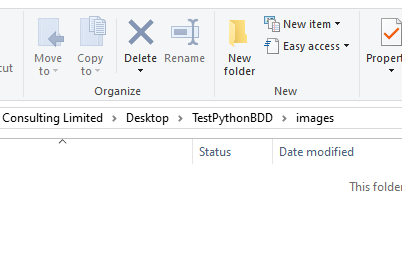 cut
Move to
Copy to
Delete
Rename
New folder
New item
Easy access
Propert
Organize
New
Consulting Limited > Desktop > TestPythonBDD > images
Status
Date modified
This folde